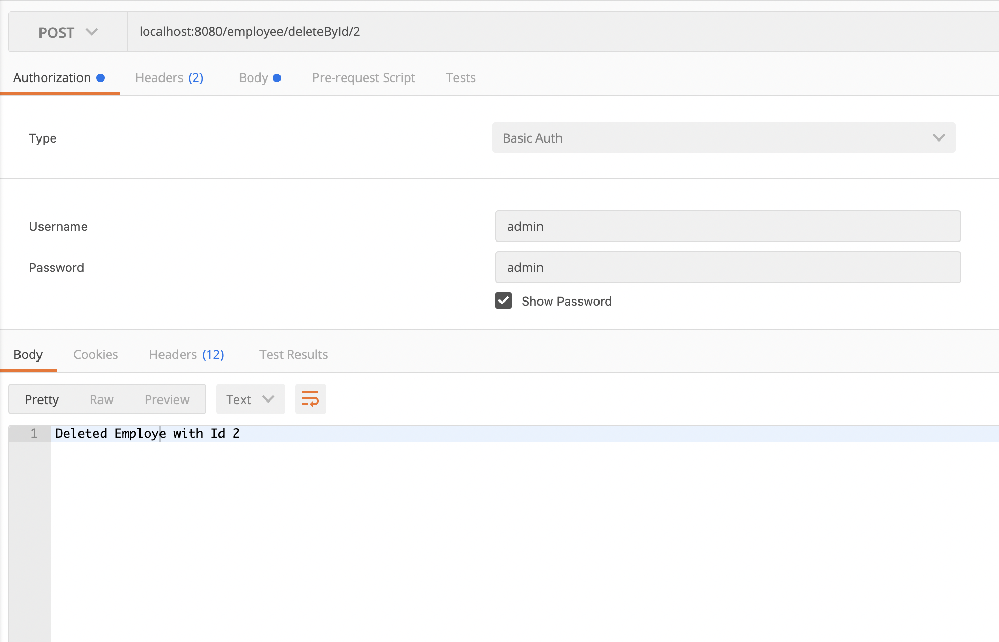 POST localhost:8080/employee/deleteById/2
Authorization Headers (2) Body Pre-request Script Tests
Type Basic Auth
Username admin
Password admin
Show Password
Body Cookies Headers (12) Test Results
Pretty Raw Preview Text
1 Deleted Employe with Id 2